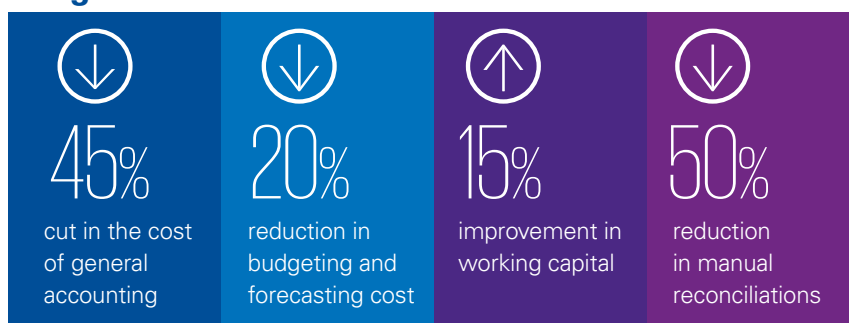 45%
cut in the cost
of general
accounting
20%
reduction in
budgeting and
forecasting cost
15%
improvement in
working capital
50%
reduction
in manual
reconciliations